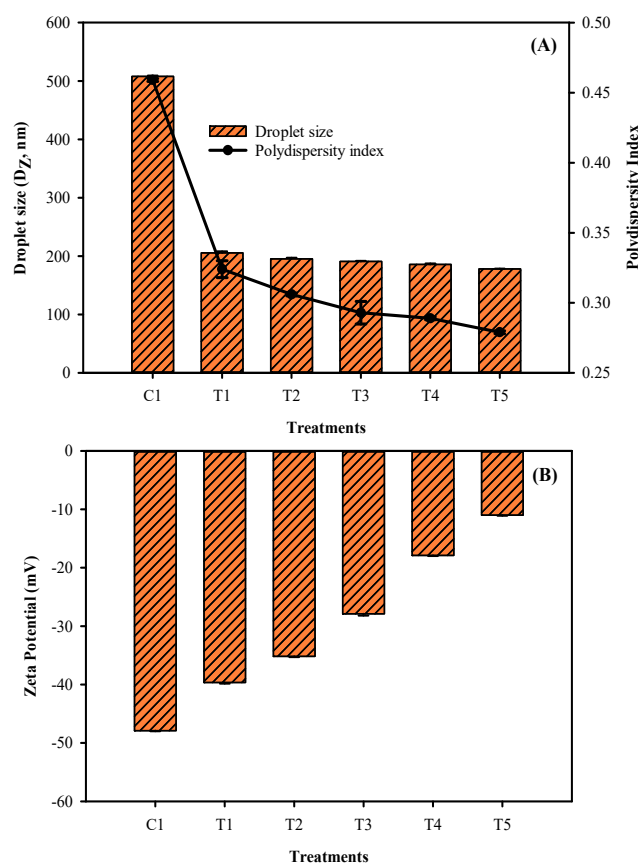 600
500
400
300
200
100
0
Droplet size (DZ, nm)
(A)
Droplet size
Polydispersity index
0.50
0.45
0.40
0.35
0.30
0.25
Polydispersity Index
C1 T1 T2 T3 T4 T5
Treatments
0
-10
-20
-30
-40
-50
-60
Zeta Potential (mV)
(B)
C1 T1 T2 T3 T4 T5
Treatments